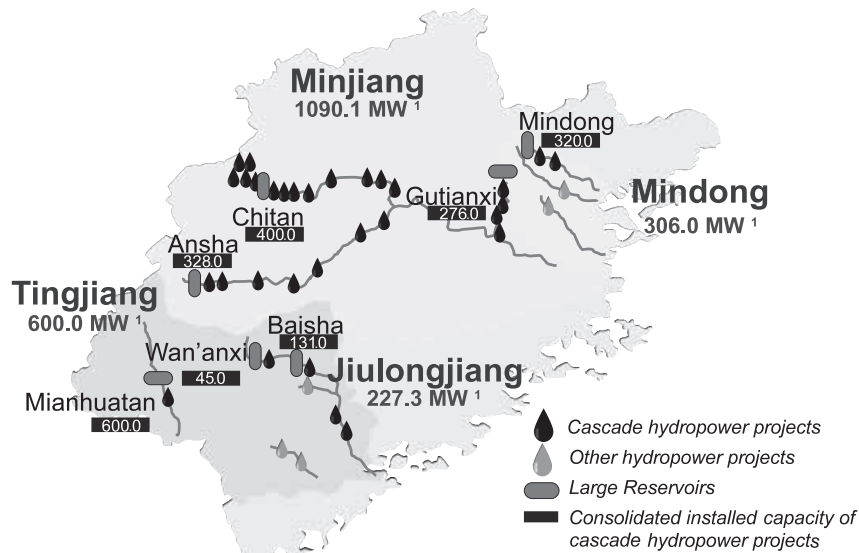 Minjiang
1090.1 MW ¹
Mindong
320.0
Mindong
306.0 MW ¹
Gutianxi
276.0
Chitan
400.0
Ansha
328.0
Tingjiang
600.0 MW ¹
Baisha
131.0
Wan'anxi
45.0
Jiulongjiang
227.3 MW ¹
Mianhuatan
600.0
Cascade hydropower projects
Other hydropower projects
Large Reservoirs
Consolidated installed capacity of
cascade hydropower projects